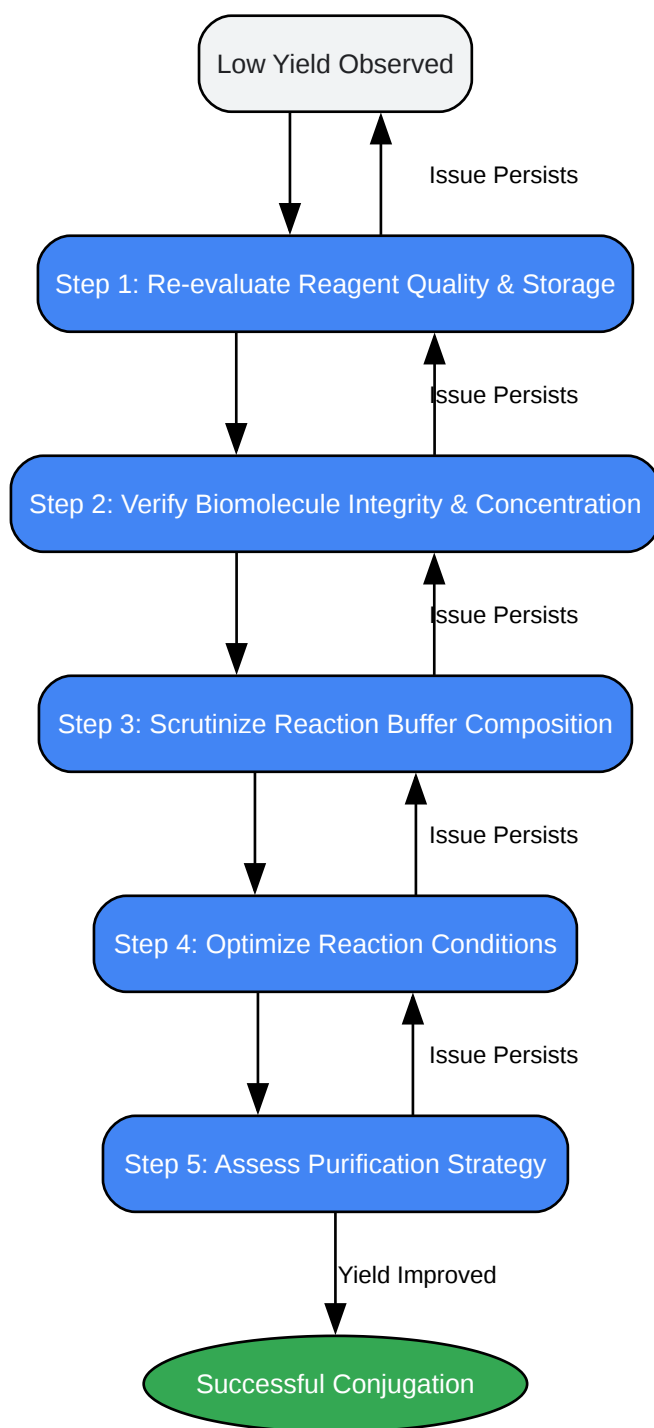 Low Yield Observed
Issue Persists
Step 1: Re-evaluate Reagent Quality & Storage
Issue Persists
Step 2: Verify Biomolecule Integrity & Concentration
Issue Persists
Step 3: Scrutinize Reaction Buffer Composition
Issue Persists
Step 4: Optimize Reaction Conditions
Issue Persists
Step 5: Assess Purification Strategy
Yield Improved
Successful Conjugation